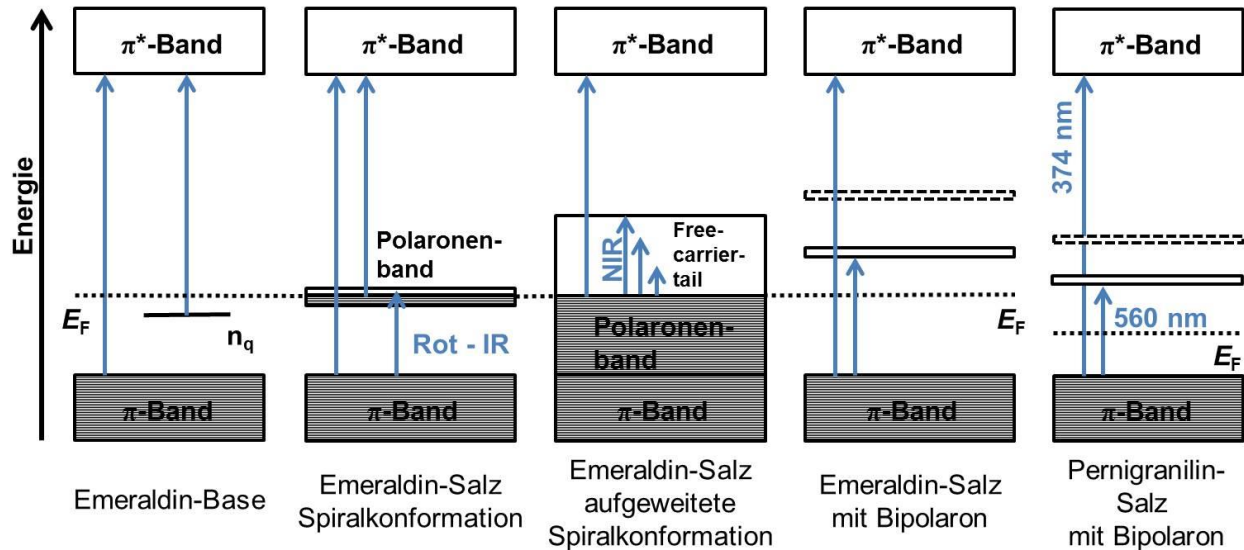 Energie
π*-Band
π*-Band
π*-Band
π*-Band
π*-Band
374 nm
Polaronen-
band
Free-
carrier-
tail
NIR
E_F
n_q
Rot - IR
Polaronen-
band
E_F
560 nm
E_F
π-Band
π-Band
π-Band
π-Band
π-Band
Emeraldin-Base
Emeraldin-Salz
Spiralkonformation
Emeraldin-Salz
aufgeweitete
Spiralkonformation
Emeraldin-Salz
mit Bipolaron
Pernigranilin-
Salz
mit Bipolaron